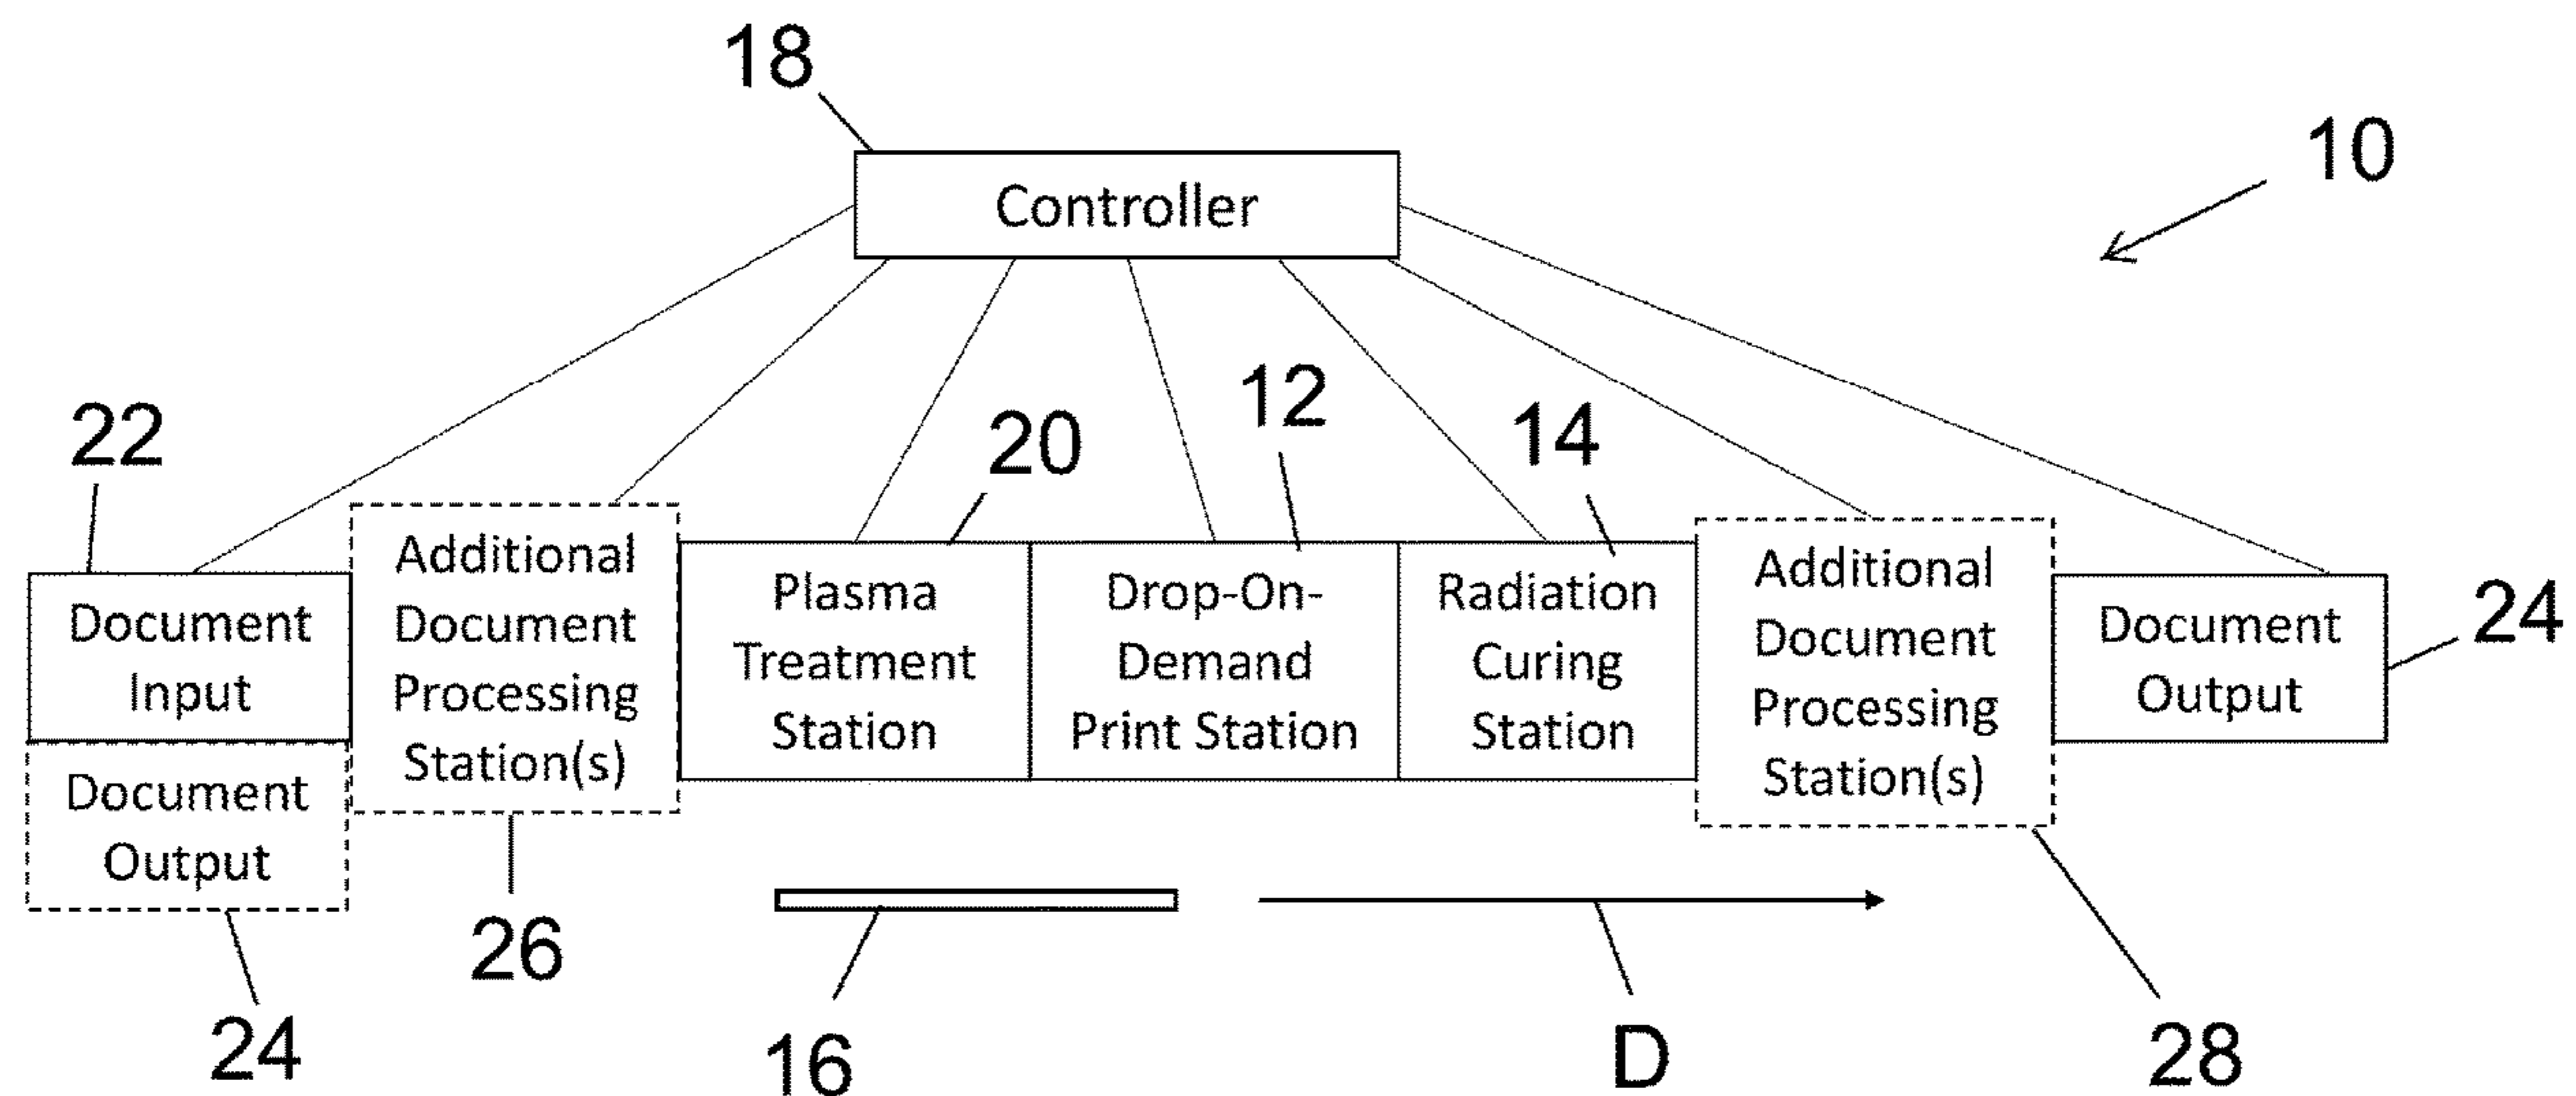 18
Controller
10
22
20
12
14
Document
Input
Additional
Document
Processing
Station(s)
Plasma
Treatment
Station
Drop-On-
Demand
Print Station
Radiation
Curing
Station
Additional
Document
Processing
Station(s)
Document
Output
24
Document
Output
24
26
16
D
28